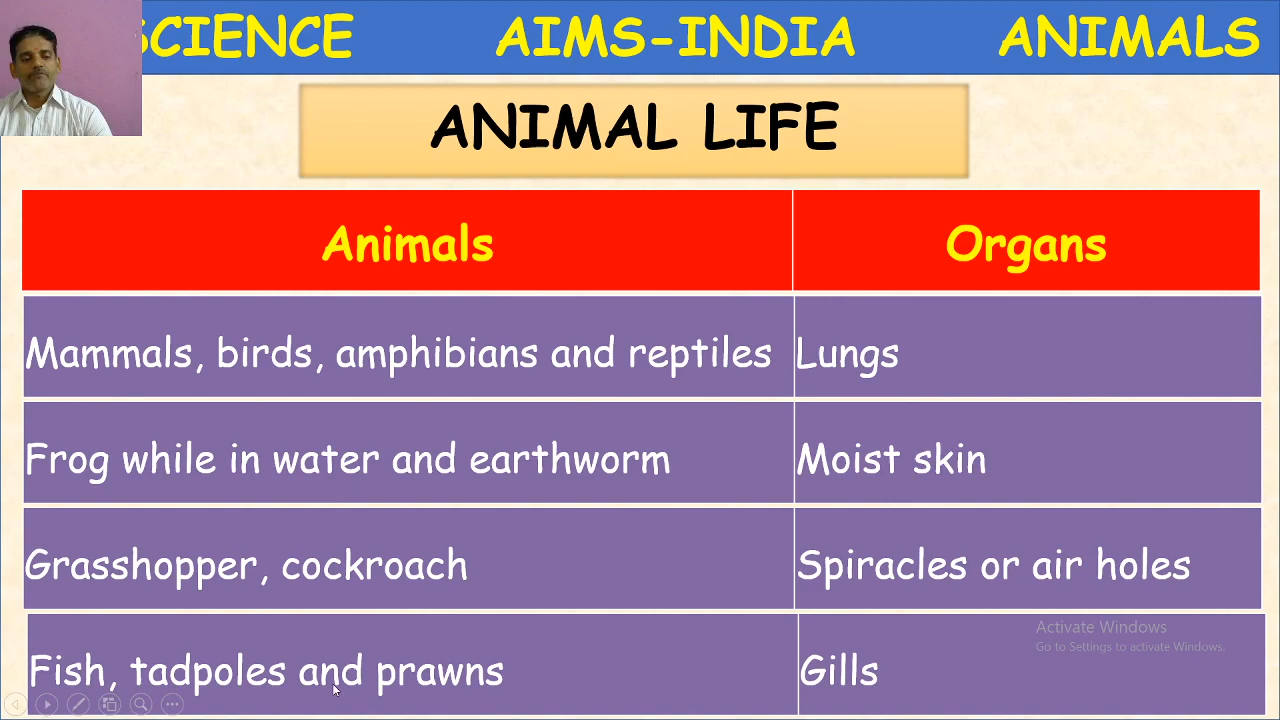 SCIENCE AIMS-INDIA ANIMALS
ANIMAL LIFE
Animals Organs
Mammals, birds, amphibians and reptiles Lungs
Frog while in water and earthworm Moist skin
Grasshopper, cockroach Spiracles or air holes
Activate Windows
Go to Settings to activate Windows.
Fish, tadpoles and prawns Gills